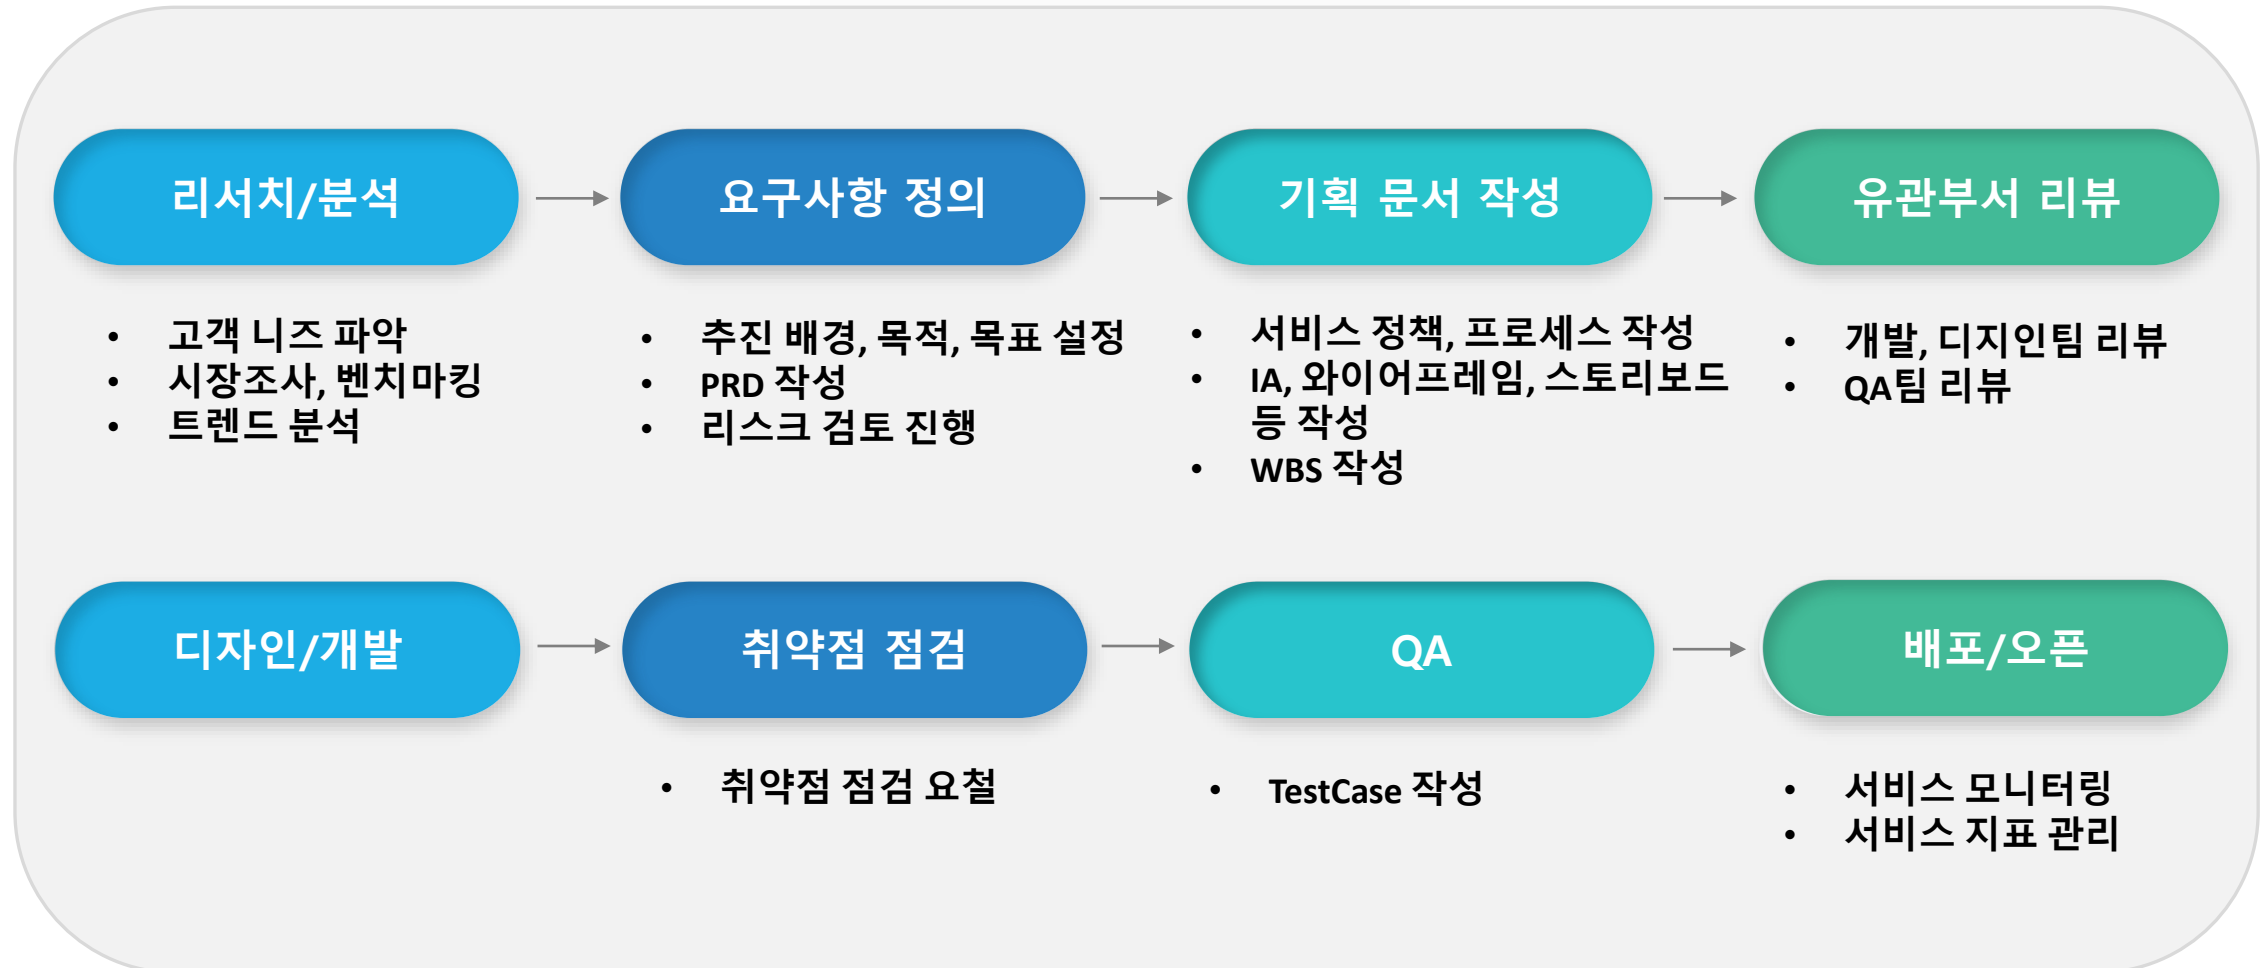 리서치/분석
요구사항 정의
기획 문서 작성
유관부서 리뷰
• 고객 니즈 파악
• 시장조사, 벤치마킹
• 트렌드 분석
• 추진 배경, 목적, 목표 설정
• PRD 작성
• 리스크 검토 진행
• 서비스 정책, 프로세스 작성
• IA, 와이어프레임, 스토리보드
등 작성
• WBS 작성
• 개발, 디지인팀 리뷰
• QA팀 리뷰
디자인/개발
취약점 점검
QA
배포/오픈
• 취약점 점검 요철
• TestCase 작성
• 서비스 모니터링
• 서비스 지표 관리